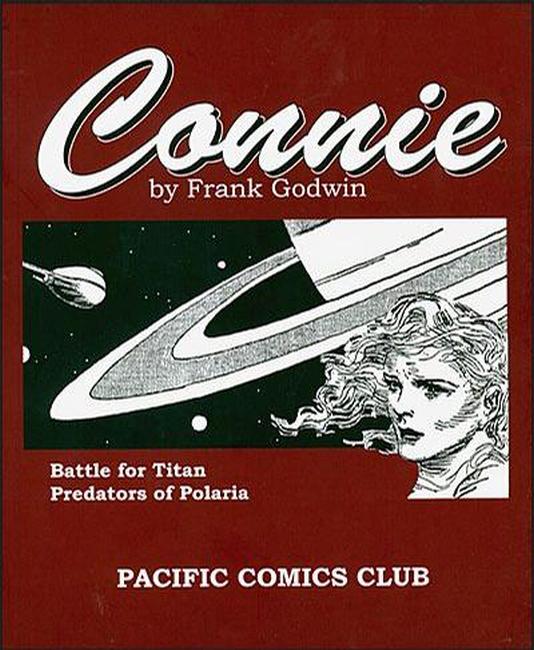 Connie
by Frank Godwin
Battle for Titan
Predators of Polaria
PACIFIC COMICS CLUB